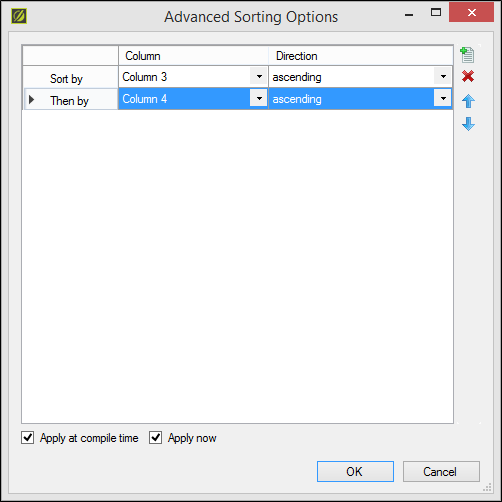 Advanced Sorting Options
Column Direction
Sort by Column 3 ascending
Then by Column 4 ascending
Apply at compile time Apply now
OK Cancel